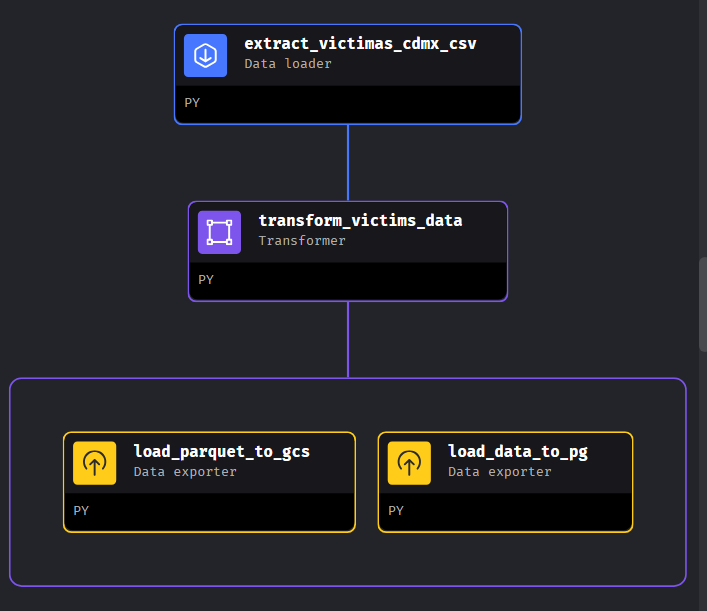 extract_victimas_cdmx_csv
Data loader
PY
transform_victims_data
Transformer
PY
load_parquet_to_gcs
Data exporter
PY
load_data_to_pg
Data exporter
PY